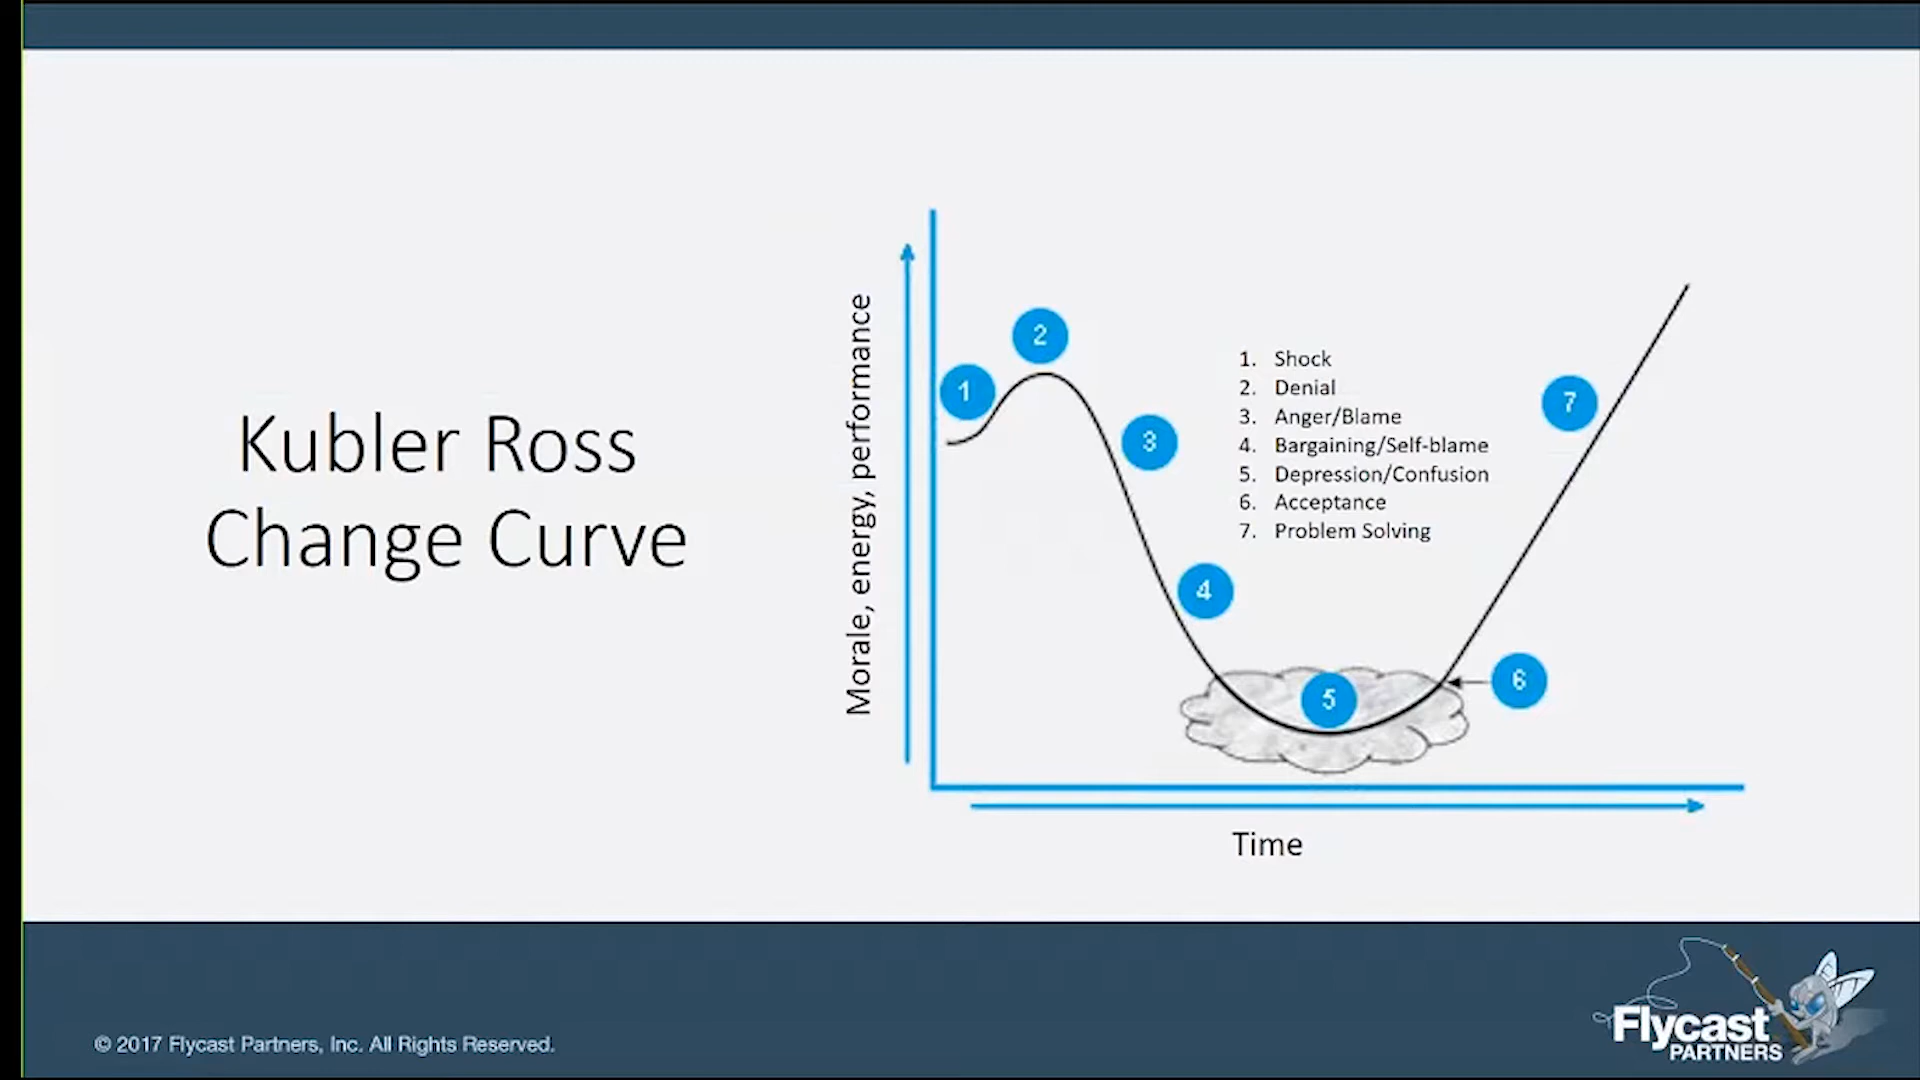 Kubler Ross
Change Curve
Morale, energy, performance
1
2
3
4
5
6
7
1. Shock
2. Denial
3. Anger/Blame
4. Bargaining/Self-blame
5. Depression/Confusion
6. Acceptance
7. Problem Solving
Time
© 2017 Flycast Partners, Inc. All Rights Reserved.
Flycast
PARTNERS